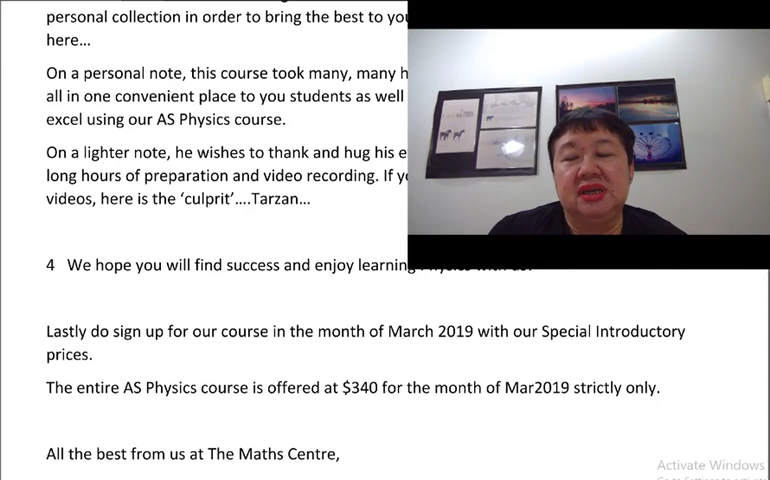 personal collection in order to bring the best to you
here…
On a personal note, this course took many, many h
all in one convenient place to you students as well
excel using our AS Physics course.
On a lighter note, he wishes to thank and hug his e
long hours of preparation and video recording. If yo
videos, here is the ‘culprit’….Tarzan…
4 We hope you will find success and enjoy learning Physics with us.
Lastly do sign up for our course in the month of March 2019 with our Special Introductory
prices.
The entire AS Physics course is offered at $340 for the month of Mar2019 strictly only.
All the best from us at The Maths Centre,
Activate Windows